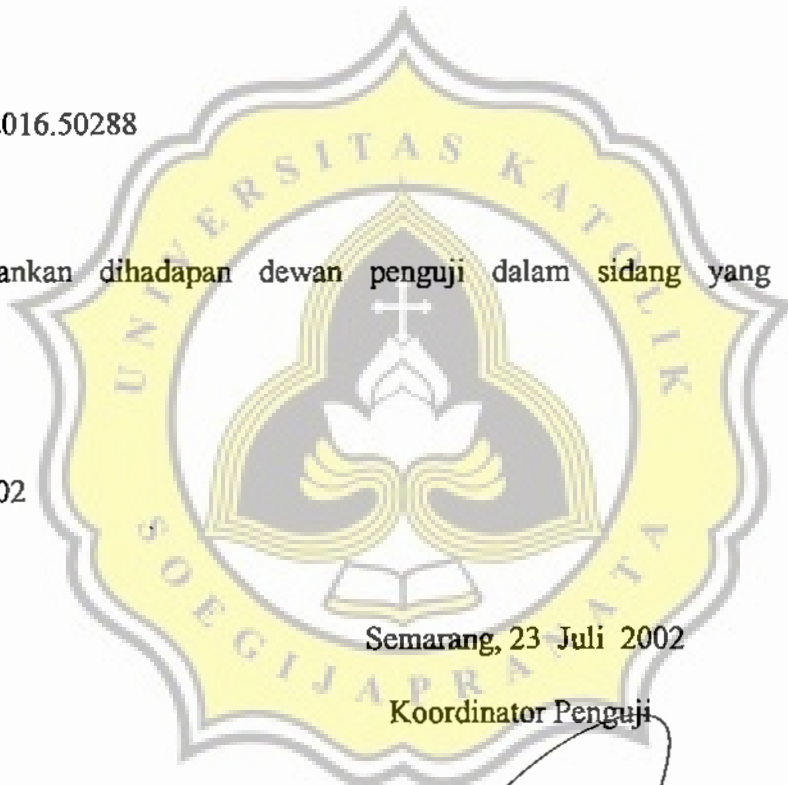 016.50288
ankan dihadapan dewan penguji dalam sidang yang
02
Semarang, 23 Juli 2002
Koordinator Penguji
UNIVERSITAS KATOLIK
SOEGIJAPRANATA